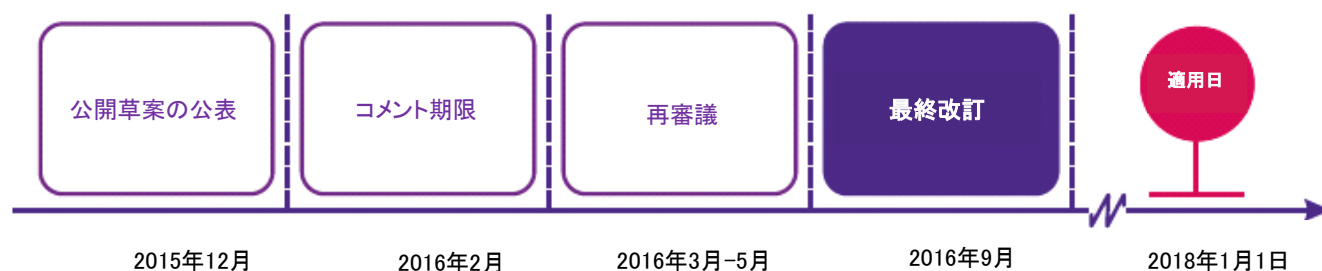 公開草案の公表
コメント期限
再審議
最終改訂
適用日
2015年12月
2016年2月
2016年3月-5月
2016年9月
2018年1月1日